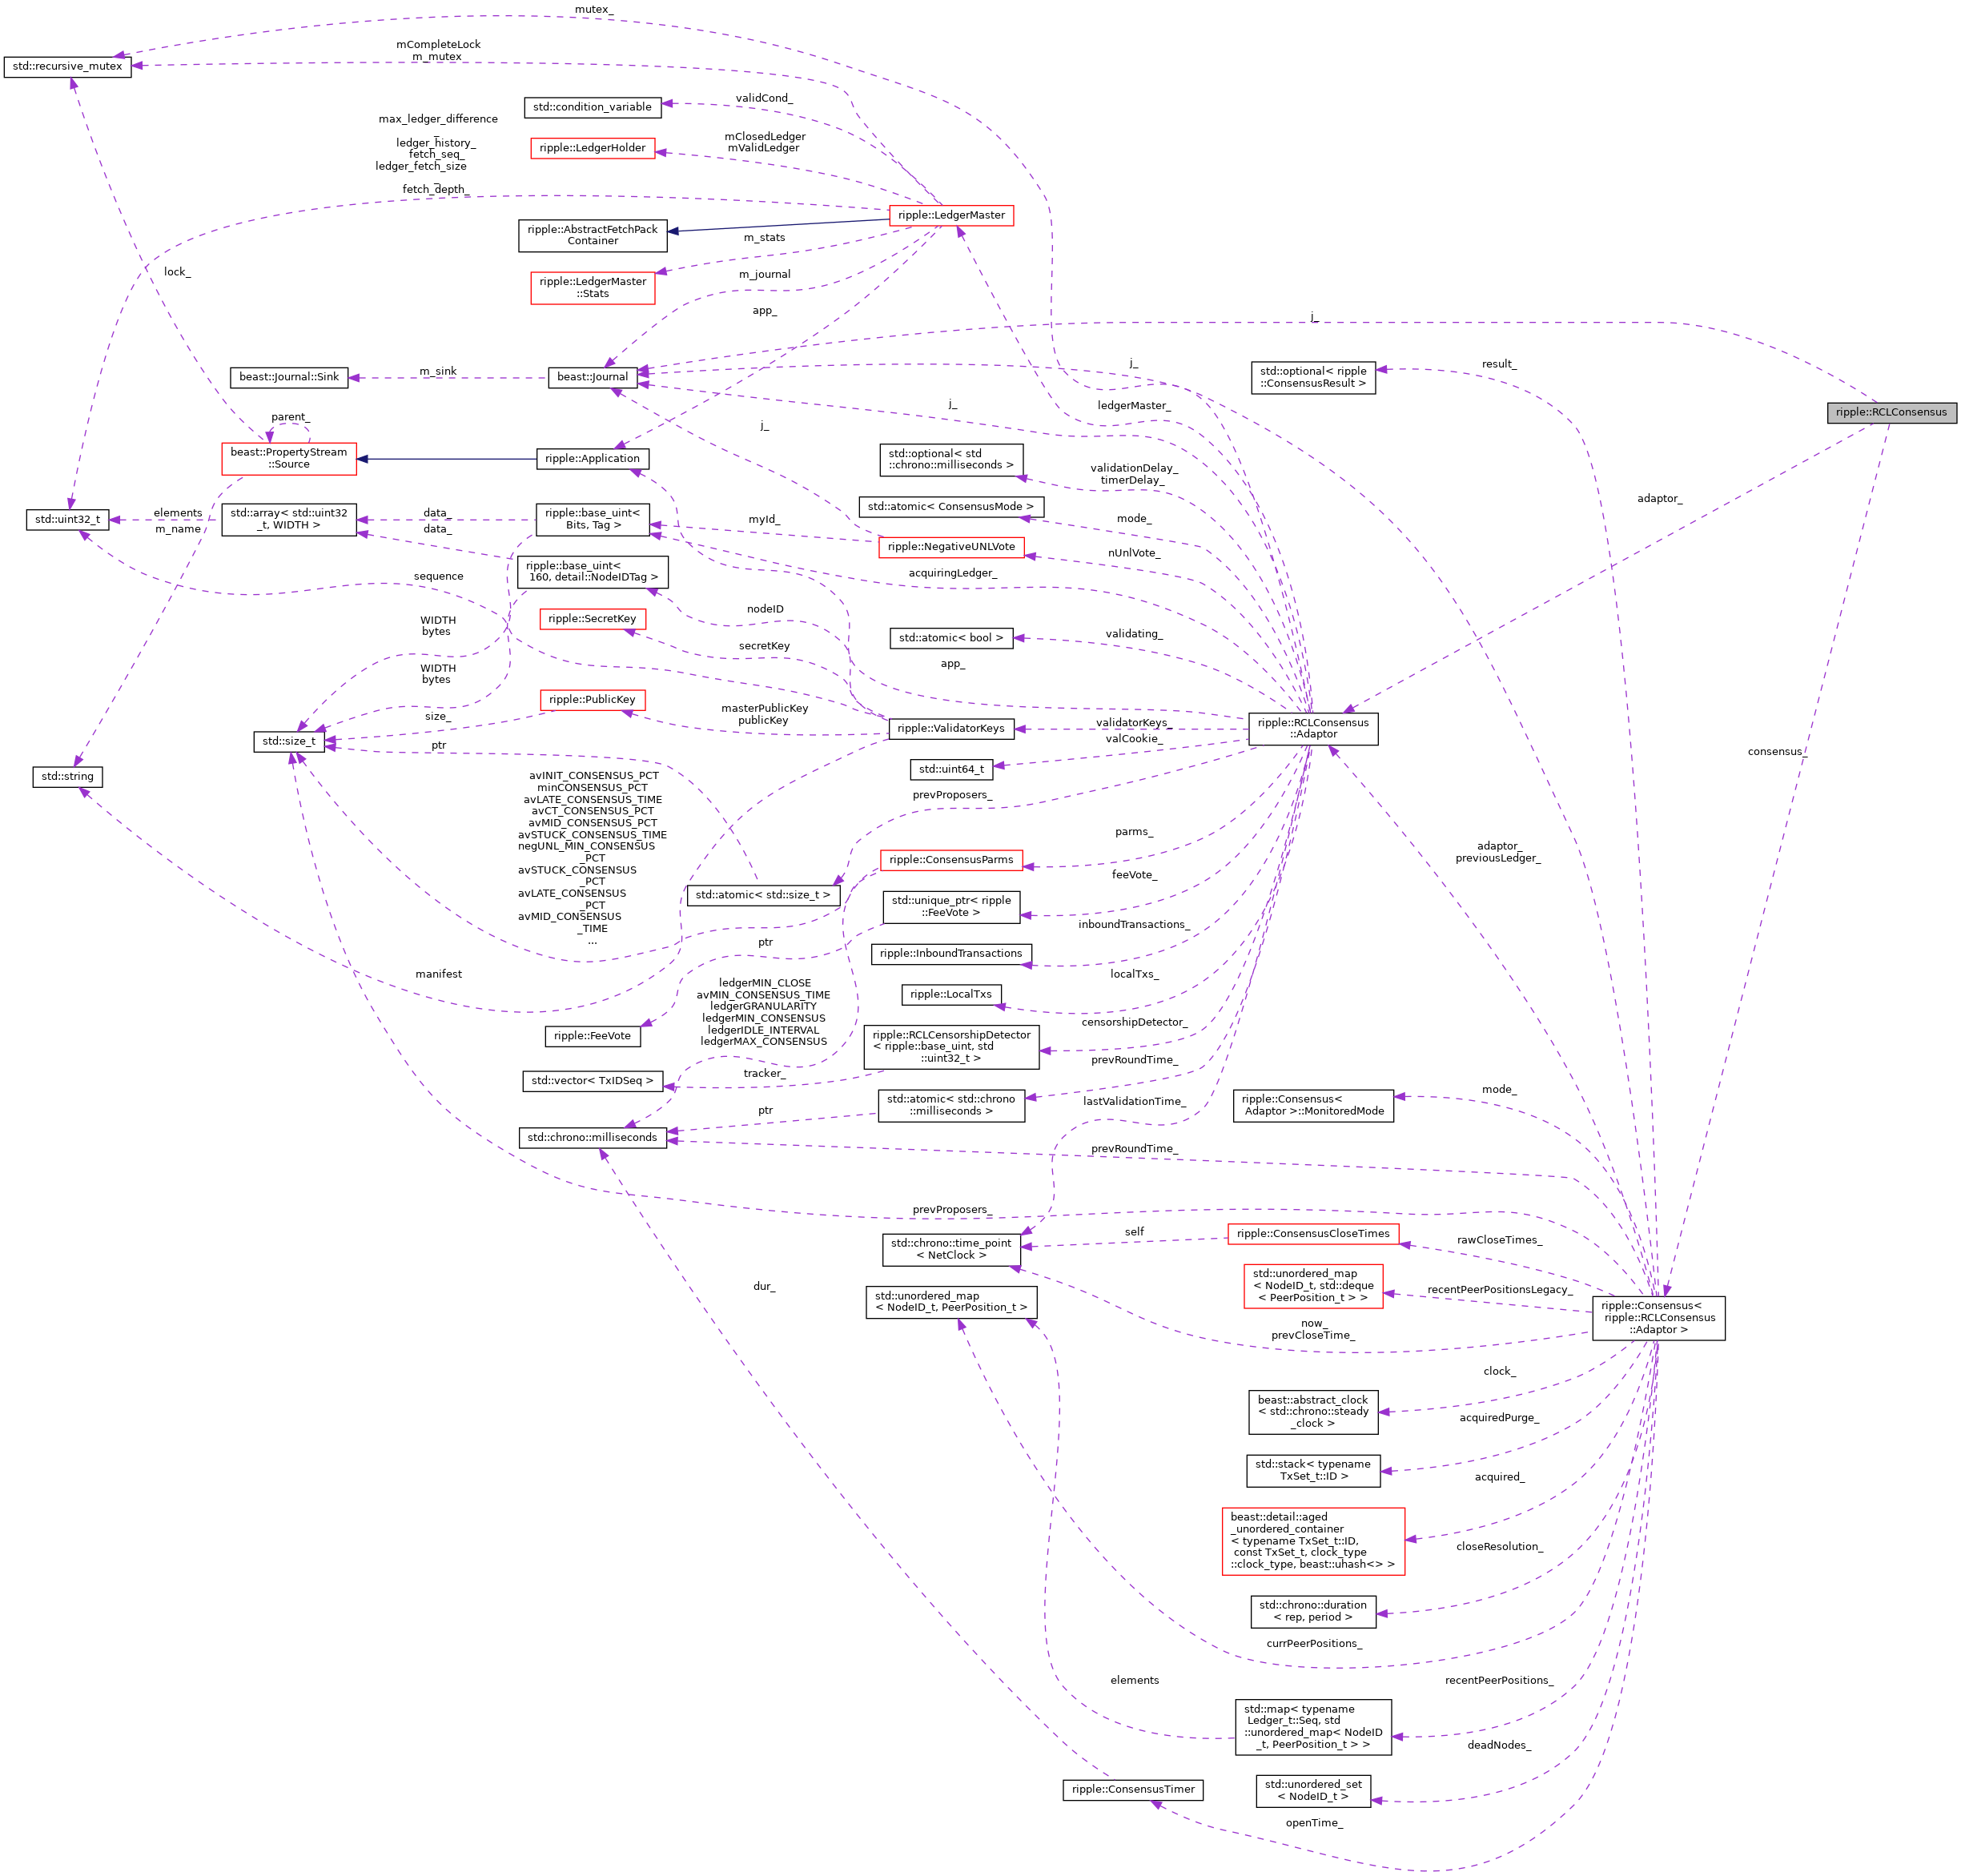 mutex_
std::recursive_mutex
mCompleteLock
m_mutex
std::condition_variable
validCond_
max_ledger_difference
_
ledger_history_
fetch_seq_
ledger_fetch_size
_
fetch_depth_
ripple::LedgerHolder
mClosedLedger
mValidLedger
ripple::LedgerMaster
ripple::AbstractFetchPack
Container
m_stats
lock_
ripple::LedgerMaster
::Stats
m_journal
app_
j_
beast::Journal::Sink
m_sink
beast::Journal
j_
std::optional< ripple
::ConsensusResult >
result_
ripple::RCLConsensus
parent_
j_
ledgerMaster_
j_
beast::PropertyStream
::Source
ripple::Application
std::optional< std
::chrono::milliseconds >
validationDelay_
timerDelay_
adaptor_
std::atomic< ConsensusMode >
mode_
std::uint32_t
elements
m_name
std::array< std::uint32
_t, WIDTH >
data_
data_
ripple::base_uint<
Bits, Tag >
myId_
ripple::NegativeUNLVote
nUnlVote_
sequence
ripple::base_uint<
160, detail::NodeIDTag >
acquiringLedger_
nodeID
WIDTH
bytes
ripple::SecretKey
secretKey
std::atomic< bool >
validating_
app_
WIDTH
bytes
ripple::PublicKey
masterPublicKey
publicKey
size_
std::size_t
ptr
ripple::ValidatorKeys
validatorKeys_
valCookie_
ripple::RCLConsensus
::Adaptor
consensus_
std::string
std::uint64_t
prevProposers_
avINIT_CONSENSUS_PCT
minCONSENSUS_PCT
avLATE_CONSENSUS_TIME
avCT_CONSENSUS_PCT
avMID_CONSENSUS_PCT
avSTUCK_CONSENSUS_TIME
negUNL_MIN_CONSENSUS
_PCT
avSTUCK_CONSENSUS
_PCT
avLATE_CONSENSUS
_PCT
avMID_CONSENSUS
_TIME
...
parms_
adaptor_
previousLedger_
ripple::ConsensusParms
std::atomic< std::size_t >
feeVote_
std::unique_ptr< ripple
::FeeVote >
inboundTransactions_
ptr
ripple::InboundTransactions
manifest
localTxs_
ledgerMIN_CLOSE
avMIN_CONSENSUS_TIME
ledgerGRANULARITY
ledgerMIN_CONSENSUS
ledgerIDLE_INTERVAL
ledgerMAX_CONSENSUS
ripple::LocalTxs
ripple::FeeVote
censorshipDetector_
ripple::RCLCensorshipDetector
< ripple::base_uint, std
::uint32_t >
prevRoundTime_
std::vector< TxIDSeq >
tracker_
lastValidationTime_
std::atomic< std::chrono
::milliseconds >
ptr
ripple::Consensus<
Adaptor >::MonitoredMode
mode_
std::chrono::milliseconds
prevRoundTime_
prevProposers_
self
std::chrono::time_point
< NetClock >
ripple::ConsensusCloseTimes
rawCloseTimes_
dur_
std::unordered_map
< NodeID_t, PeerPosition_t >
std::unordered_map
< NodeID_t, std::deque
< PeerPosition_t > >
recentPeerPositionsLegacy_
now_
prevCloseTime_
ripple::Consensus<
ripple::RCLConsensus
::Adaptor >
clock_
beast::abstract_clock
< std::chrono::steady
_clock >
acquiredPurge_
std::stack< typename
TxSet_t::ID >
acquired_
beast::detail::aged
_unordered_container
< typename TxSet_t::ID,
const TxSet_t, clock_type
::clock_type, beast::uhash<> >
closeResolution_
std::chrono::duration
< rep, period >
currPeerPositions_
elements
recentPeerPositions_
std::map< typename
Ledger_t::Seq, std
::unordered_map< NodeID
_t, PeerPosition_t > >
deadNodes_
ripple::ConsensusTimer
std::unordered_set
< NodeID_t >
openTime_